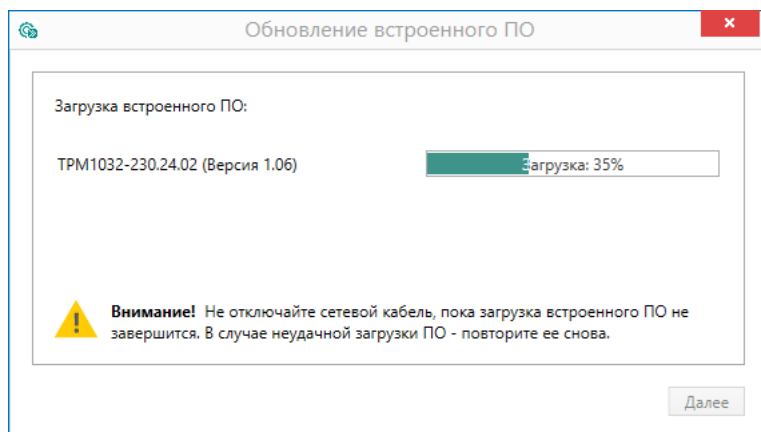 Обновление встроенного ПО
Загрузка встроенного ПО:
ТРМ1032-230.24.02 (Версия 1.06)
Загрузка: 35%
Внимание! Не отключайте сетевой кабель, пока загрузка встроенного ПО не
завершится. В случае неудачной загрузки ПО - повторите ее снова.
Далее